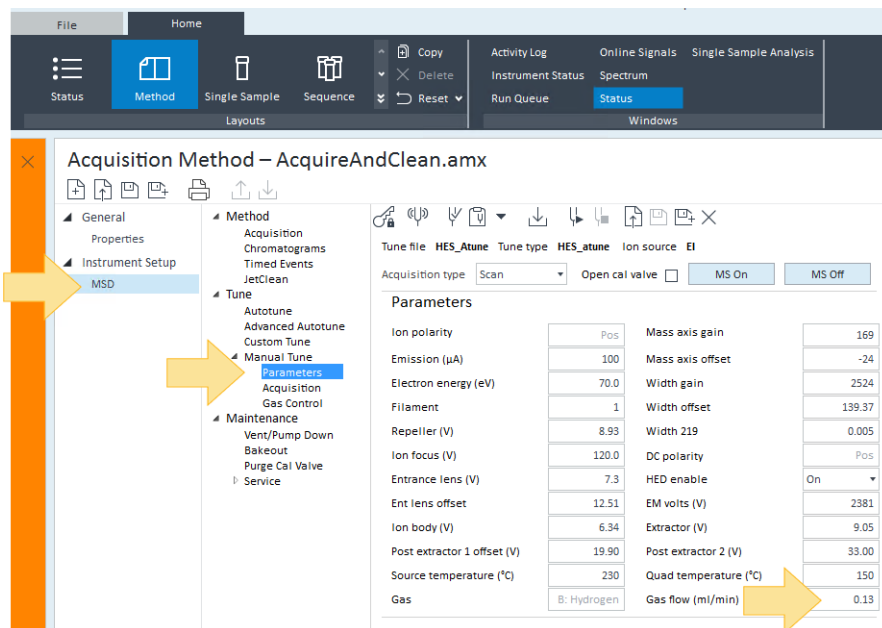 File Home
Status
Method
Single Sample
Sequence
Copy
Delete
Reset
Layouts
Activity Log Online Signals Single Sample Analysis
Instrument Status Spectrum
Run Queue Status
Windows
Acquisition Method – AcquireAndClean.amx
General
Properties
Instrument Setup
MSD
Method
Acquisition
Chromatograms
Timed Events
JetClean
Tune
Autotune
Advanced Autotune
Custom Tune
Manual Tune
Parameters
Acquisition
Gas Control
Maintenance
Vent/Pump Down
Bakeout
Purge Cal Valve
Service
Tune file HES_Atune Tune type HES_atune Ion source EI
Acquisition type Scan Open cal valve MS On MS Off
Parameters
Ion polarity Pos Mass axis gain 169
Emission (µA) 100 Mass axis offset -24
Electron energy (eV) 70.0 Width gain 2524
Filament 1 Width offset 139.37
Repeller (V) 8.93 Width 219 0.005
Ion focus (V) 120.0 DC polarity Pos
Entrance lens (V) 7.3 HED enable On
Ent lens offset 12.51 EM volts (V) 2381
Ion body (V) 6.34 Extractor (V) 9.05
Post extractor 1 offset (V) 19.90 Post extractor 2 (V) 33.00
Source temperature (°C) 230 Quad temperature (°C) 150
Gas B: Hydrogen Gas flow (ml/min) 0.13